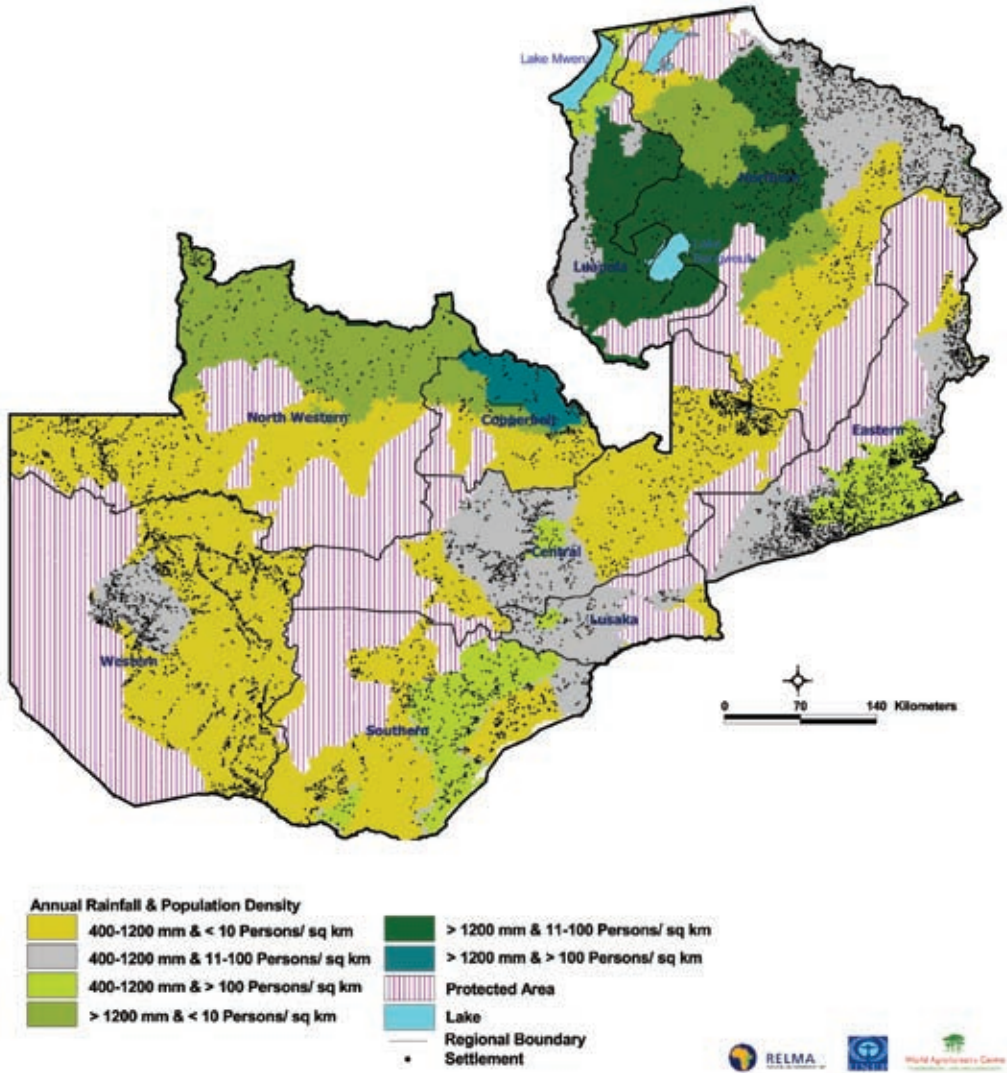 Lake Mweru
Northern
Luapula
North Western
Copperbelt
Eastern
Central
Lusaka
Western
Southern
0 70 140 Kilometers
Annual Rainfall & Population Density
400-1200 mm & < 10 Persons/ sq km
400-1200 mm & 11-100 Persons/ sq km
400-1200 mm & > 100 Persons/ sq km
> 1200 mm & < 10 Persons/ sq km
> 1200 mm & 11-100 Persons/ sq km
> 1200 mm & > 100 Persons/ sq km
Protected Area
Lake
Regional Boundary
Settlement
RELMA
UNEP
World Agroforestry Centre